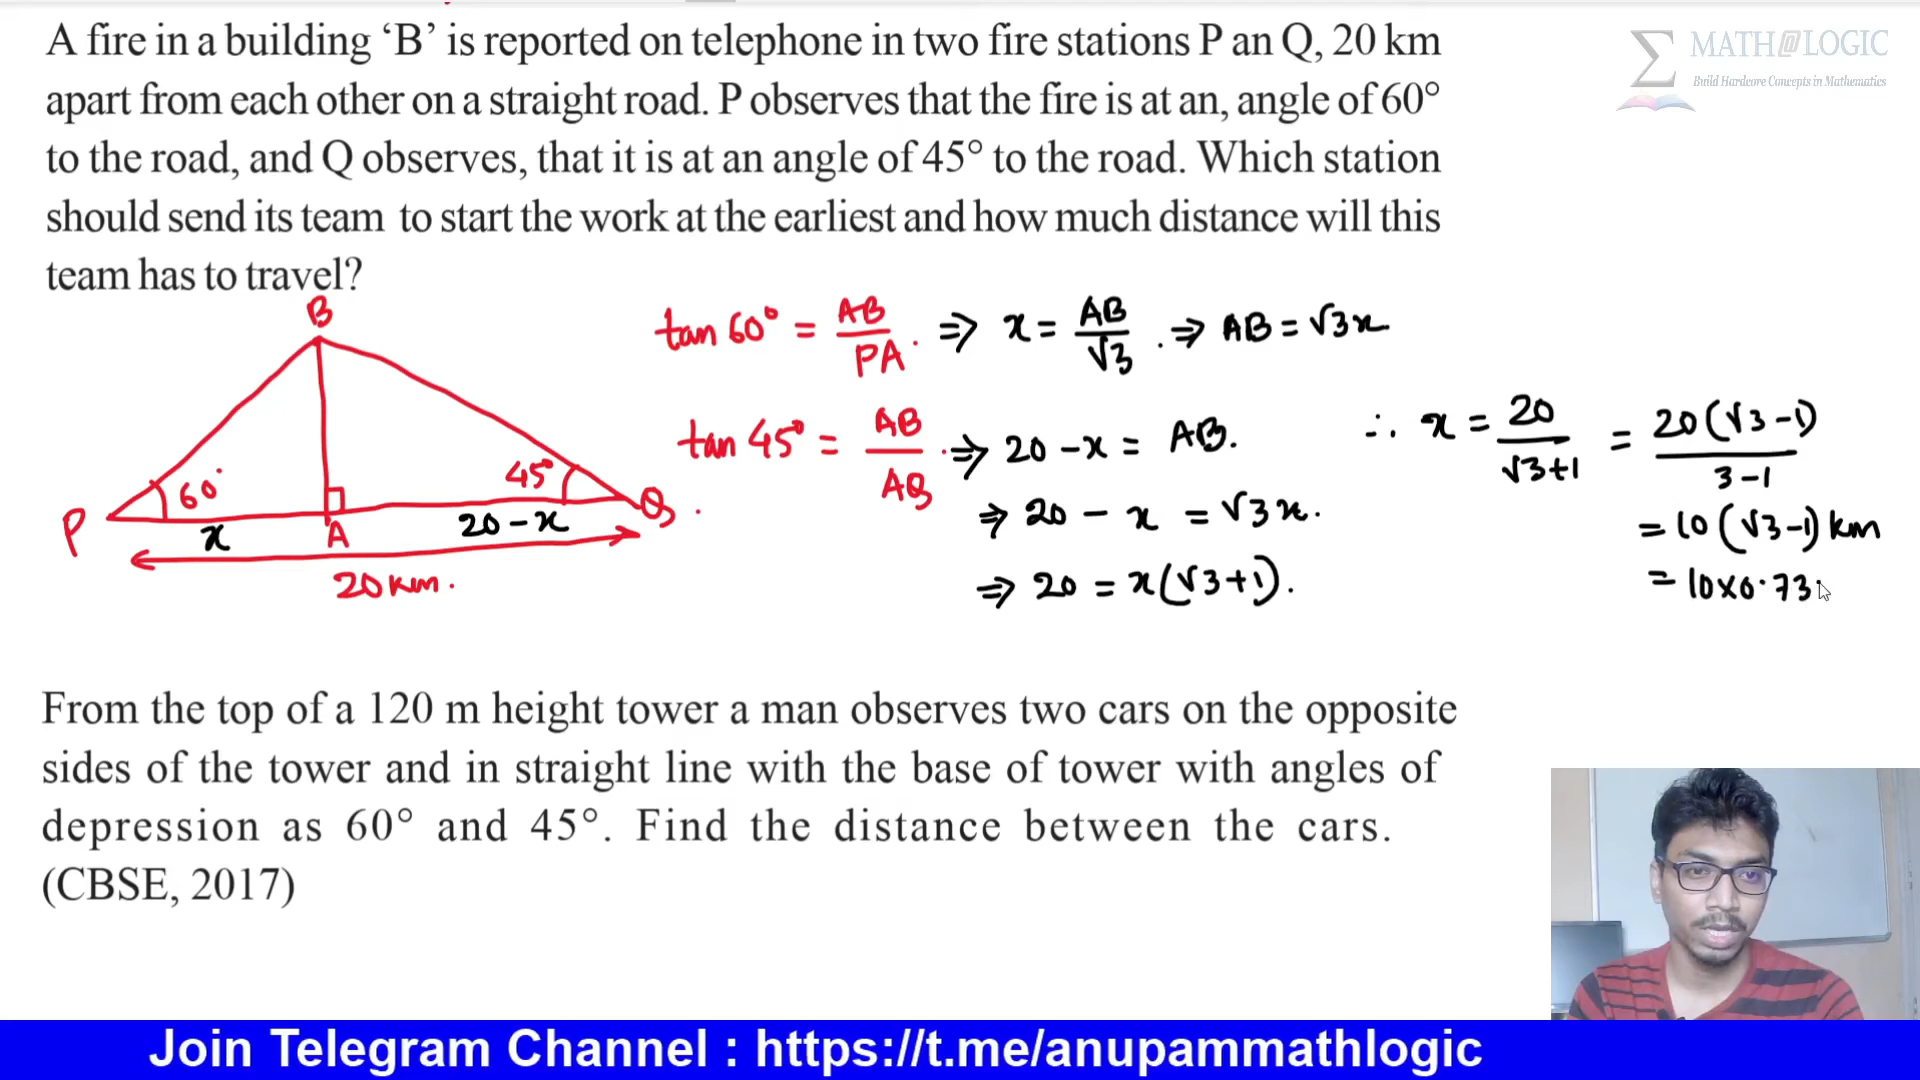 A fire in a building ‘B’ is reported on telephone in two fire stations P an Q, 20 km
apart from each other on a straight road. P observes that the fire is at an, angle of 60°
to the road, and Q observes, that it is at an angle of 45° to the road. Which station
should send its team to start the work at the earliest and how much distance will this
team has to travel?
MATH@LOGIC
Build Hardcore Concepts in Mathematics
B
P
60°
45°
Q.
x
A
20 - x
20 km.
tan 60° = AB/PA. ⇒ x = AB/√3. ⇒ AB = √3x
tan 45° = AB/AQ. ⇒ 20 - x = AB.
⇒ 20 - x = √3x.
⇒ 20 = x(√3+1).
∴ x = 20/√3+1 = 20(√3-1)/3-1
= 10(√3-1) km
= 10×0.73
From the top of a 120 m height tower a man observes two cars on the opposite
sides of the tower and in straight line with the base of tower with angles of
depression as 60° and 45°. Find the distance between the cars.
(CBSE, 2017)
Join Telegram Channel : https://t.me/anupammathlogic